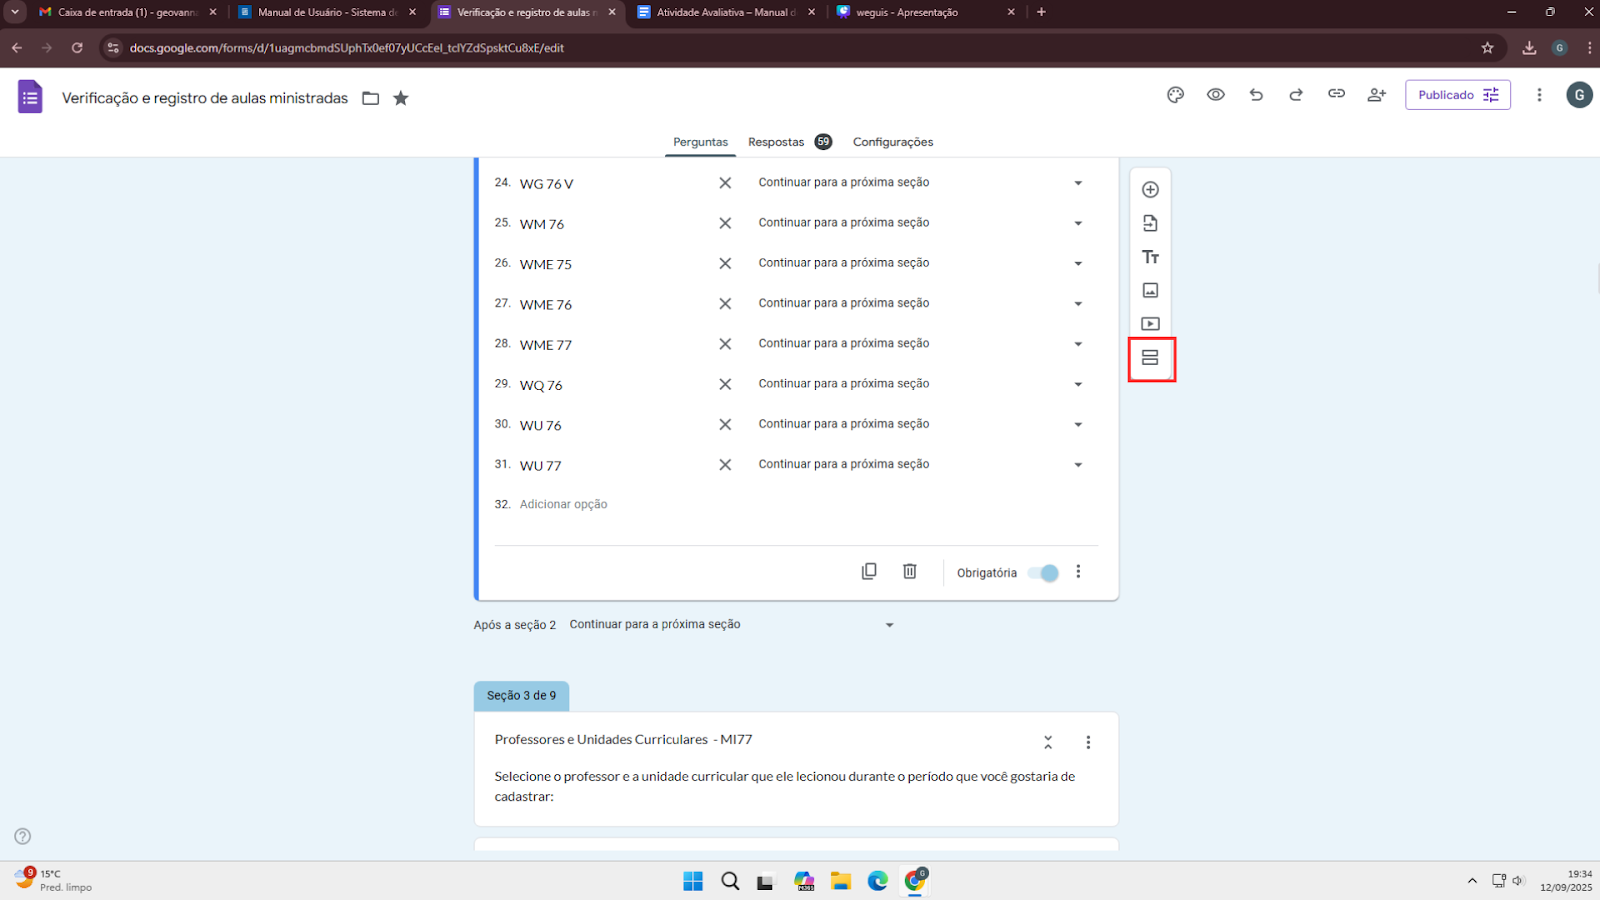 Caixa de entrada (1) - geovann
Manual de Usuário - Sistema de
Verificação e registro de aulas n
Atividade Avaliativa – Manual d
weguis - Apresentação
docs.google.com/forms/d/1uagmcbmdSUphTx0ef07yUCcEel_tclYZdSpsktCu8xE/edit
G
Verificação e registro de aulas ministradas
Publicado
G
Perguntas
Respostas 59
Configurações
24. WG 76 V Continuar para a próxima seção
25. WM 76 Continuar para a próxima seção
26. WME 75 Continuar para a próxima seção
27. WME 76 Continuar para a próxima seção
28. WME 77 Continuar para a próxima seção
29. WQ 76 Continuar para a próxima seção
30. WU 76 Continuar para a próxima seção
31. WU 77 Continuar para a próxima seção
32. Adicionar opção
Obrigatória
Após a seção 2 Continuar para a próxima seção
Seção 3 de 9
Professores e Unidades Curriculares - MI77
Selecione o professor e a unidade curricular que ele lecionou durante o período que você gostaria de
cadastrar:
9
15°C
Pred. limpo
G
19:34
12/09/2025